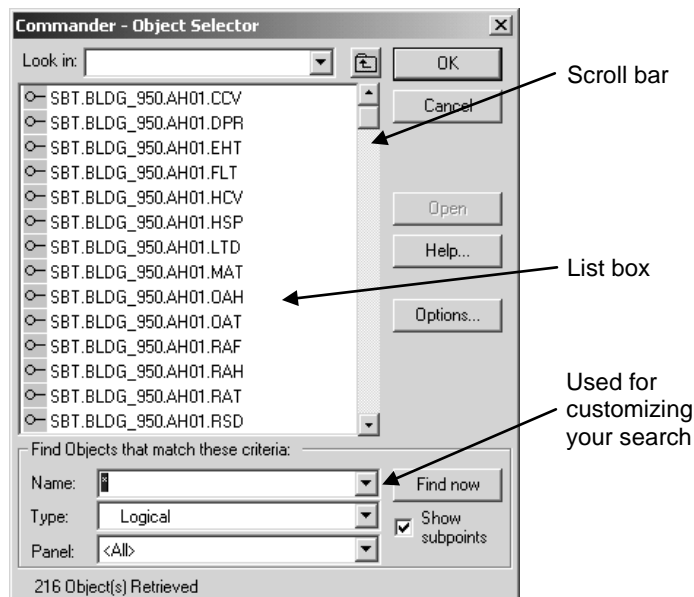 Commander - Object Selector
Look in:
OK
Scroll bar
SBT.BLDG_950.AH01.CCV
Cancel
SBT.BLDG_950.AH01.DPR
SBT.BLDG_950.AH01.EHT
SBT.BLDG_950.AH01.FLT
SBT.BLDG_950.AH01.HCV
Open
SBT.BLDG_950.AH01.HSP
SBT.BLDG_950.AH01.LTD
Help...
SBT.BLDG_950.AH01.MAT
List box
SBT.BLDG_950.AH01.OAH
SBT.BLDG_950.AH01.OAT
Options...
SBT.BLDG_950.AH01.RAF
SBT.BLDG_950.AH01.RAH
SBT.BLDG_950.AH01.RAT
SBT.BLDG_950.AH01.RSD
Used for
customizing
your search
Find Objects that match these criteria:
Name: *
Find now
Type: Logical
Show
subpoints
Panel: <All>
216 Object(s) Retrieved